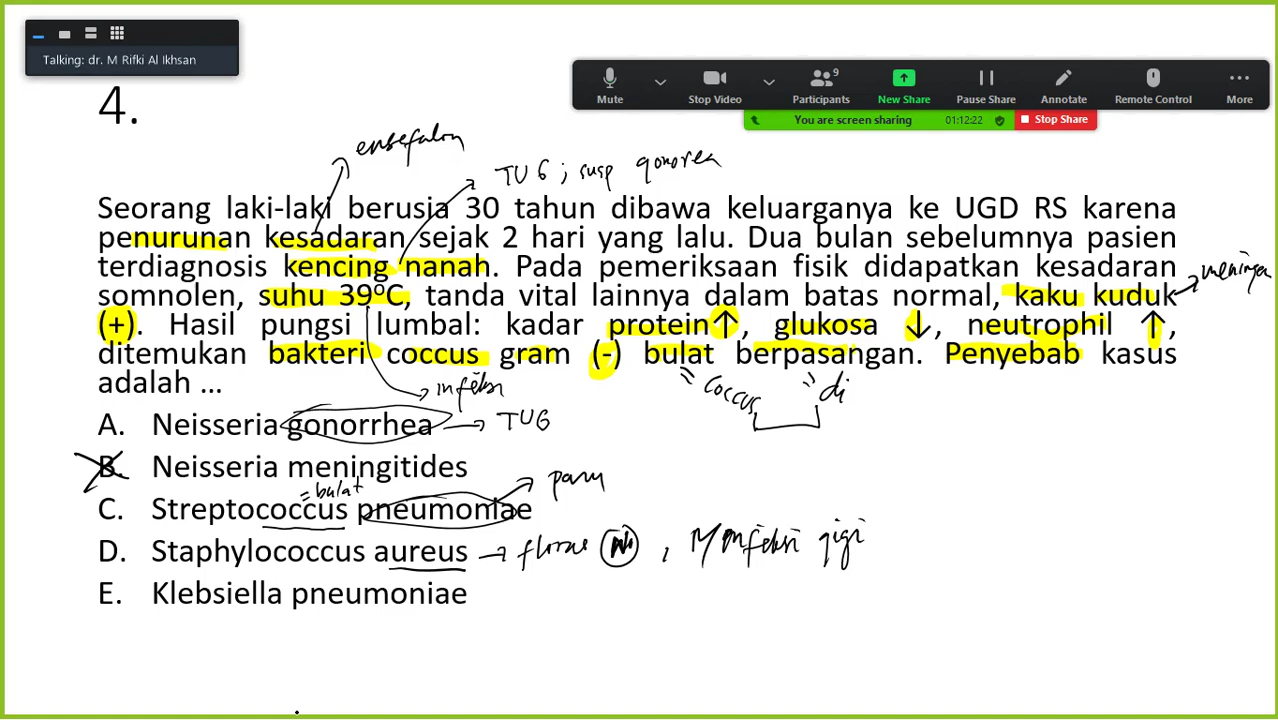 Talking: dr. M Rifki Al Ikhsan
Mute
Stop Video
Participants
9
New Share
Pause Share
Annotate
Remote Control
More
You are screen sharing
01:12:22
Stop Share
4.
ensefalon
TUG ; susp gonorea
Seorang laki-laki berusia 30 tahun dibawa keluarganya ke UGD RS karena
penurunan kesadaran sejak 2 hari yang lalu. Dua bulan sebelumnya pasien
terdiagnosis kencing nanah. Pada pemeriksaan fisik didapatkan kesadaran
meninga
somnolen, suhu 39°C, tanda vital lainnya dalam batas normal, kaku kuduk
(+). Hasil pungsi lumbal: kadar protein↑, glukosa ↓, neutrophil ↑,
ditemukan bakteri coccus gram (-) bulat berpasangan. Penyebab kasus
adalah ...
infeksi
coccus
di
A. Neisseria gonorrhea
TUG
B. Neisseria meningitides
= bulat
paru
C. Streptococcus pneumoniae
D. Staphylococcus aureus
infeksi gigi
E. Klebsiella pneumoniae